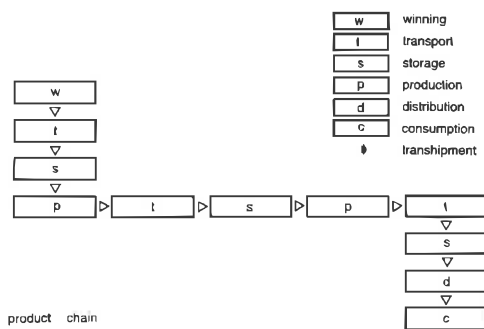 w winning
t transport
s storage
p production
d distribution
c consumption
transhipment
w
t
s
p t s p t
s
d
c
product chain